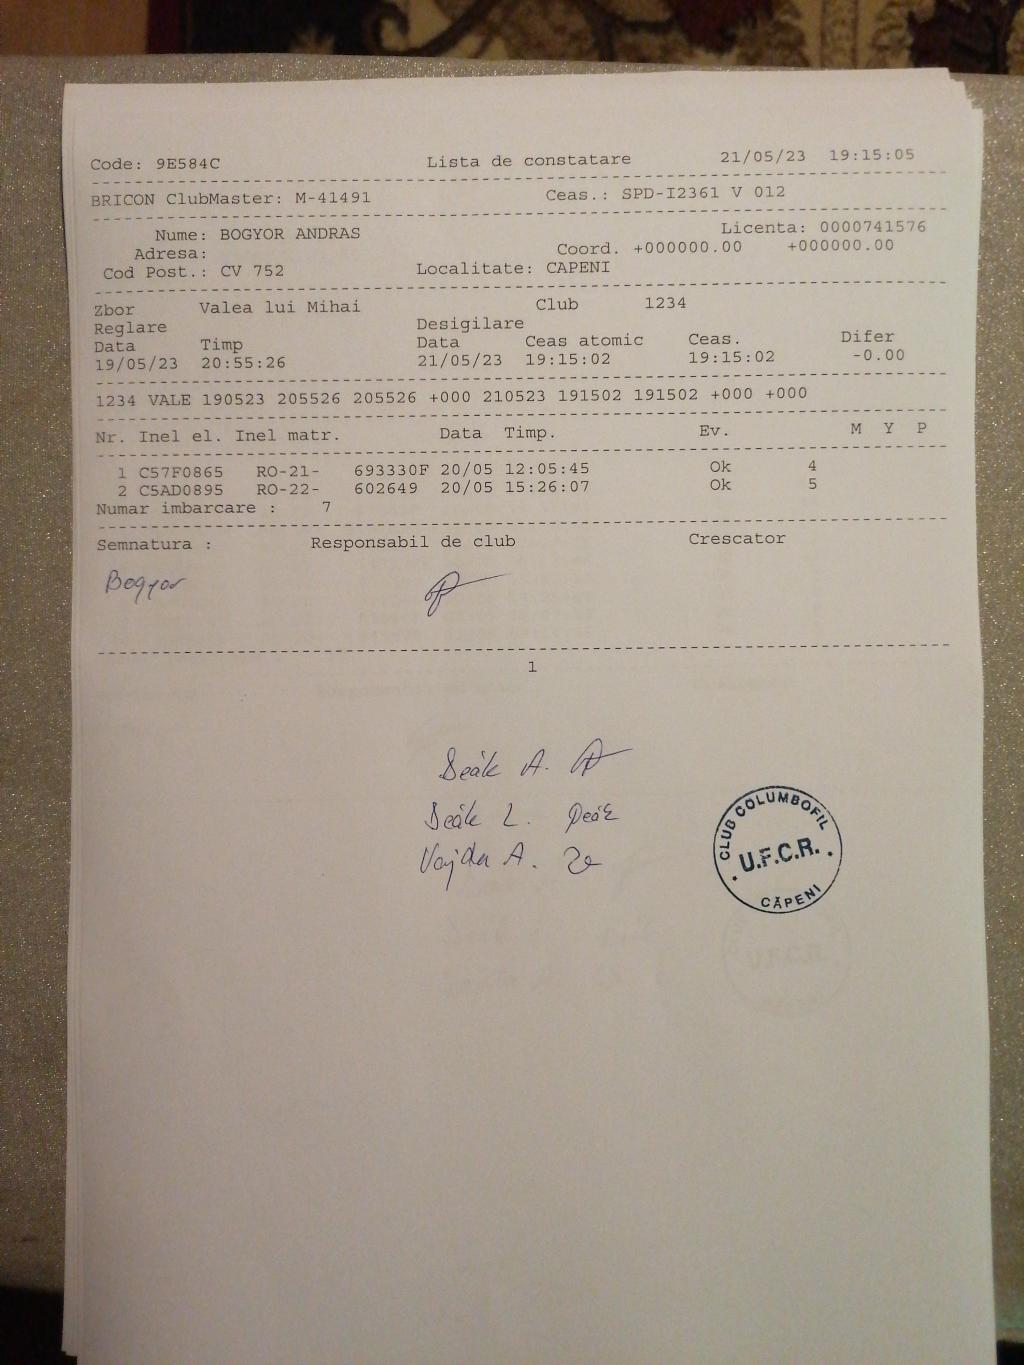 Code: 9E584C Lista de constatare 21/05/23 19:15:05
BRICON ClubMaster: M-41491 Ceas.: SPD-I2361 V 012
Nume: BOGYOR ANDRAS Licenta: 0000741576
Adresa: Coord. +000000.00 +000000.00
Cod Post.: CV 752 Localitate: CAPENI
Zbor Valea lui Mihai Club 1234
Reglare Desigilare
Data Timp Data Ceas atomic Ceas. Difer
19/05/23 20:55:26 21/05/23 19:15:02 19:15:02 -0.00
1234 VALE 190523 205526 205526 +000 210523 191502 191502 +000 +000
Nr. Inel el. Inel matr. Data Timp. Ev. M Y P
1 C57F0865 RO-21- 693330F 20/05 12:05:45 Ok 4
2 C5AD0895 RO-22- 602649 20/05 15:26:07 Ok 5
Numar imbarcare : 7
Semnatura : Responsabil de club Crescator
Bogyor
1
Deák A.
Deák L. Deák
Vajda A.
CLUB COLUMBOFIL
U.F.C.R.
CĂPENI